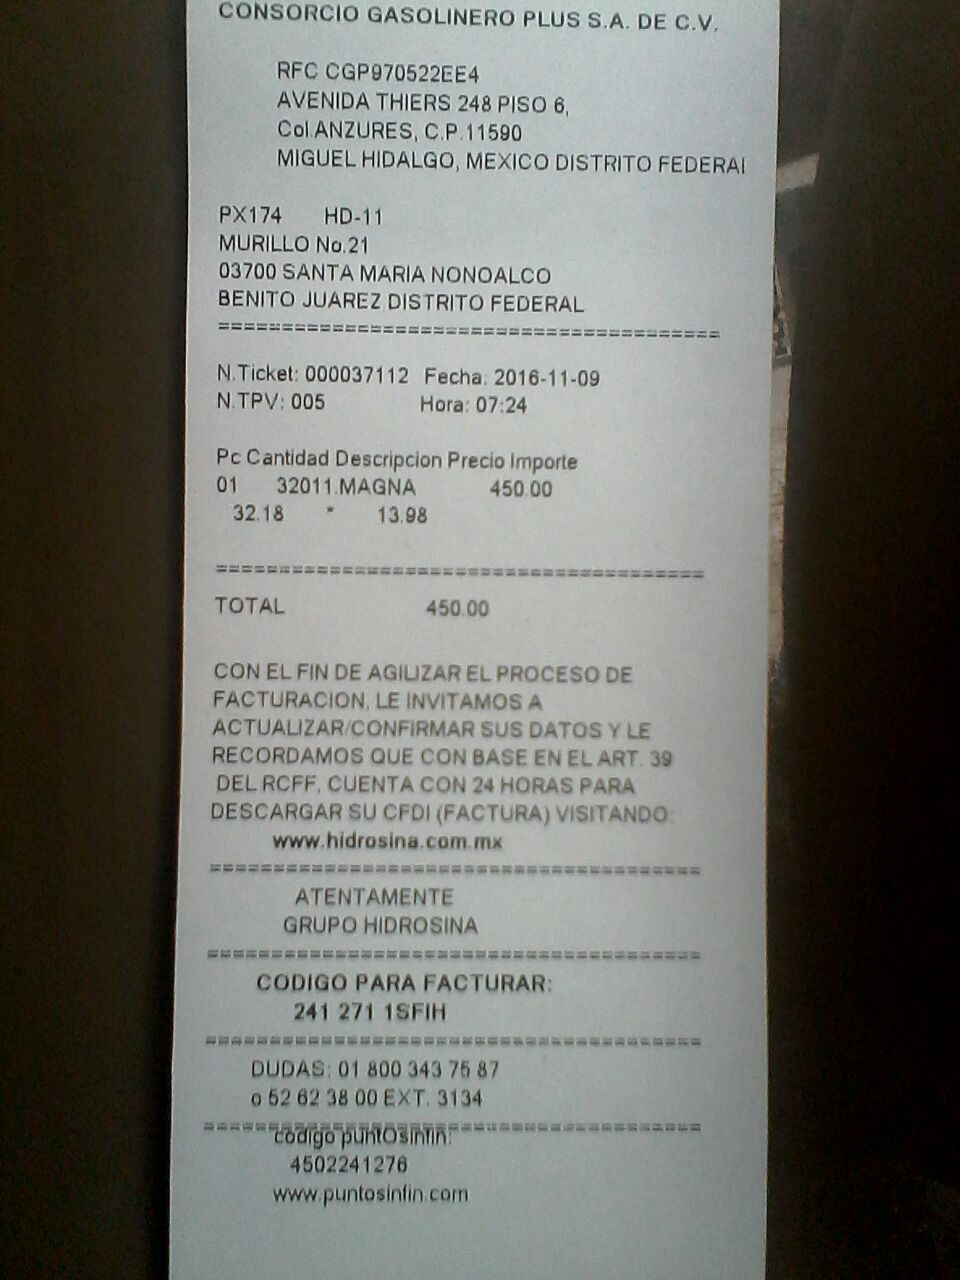 CONSORCIO GASOLINERO PLUS S.A. DE C.V.
RFC CGP970522EE4
AVENIDA THIERS 248 PISO 6,
Col.ANZURES, C.P.11590
MIGUEL HIDALGO, MEXICO DISTRITO FEDERAl
PX174 HD-11
MURILLO No.21
03700 SANTA MARIA NONOALCO
BENITO JUAREZ DISTRITO FEDERAL
=======================================
N.Ticket: 000037112 Fecha: 2016-11-09
N.TPV: 005 Hora: 07:24
Pc Cantidad Descripcion Precio Importe
01 32011.MAGNA 450.00
32.18 * 13.98
=======================================
TOTAL 450.00
CON EL FIN DE AGILIZAR EL PROCESO DE
FACTURACION, LE INVITAMOS A
ACTUALIZAR/CONFIRMAR SUS DATOS Y LE
RECORDAMOS QUE CON BASE EN EL ART. 39
DEL RCFF, CUENTA CON 24 HORAS PARA
DESCARGAR SU CFDI (FACTURA) VISITANDO:
www.hidrosina.com.mx
=======================================
ATENTAMENTE
GRUPO HIDROSINA
=======================================
CODIGO PARA FACTURAR:
241 271 1SFIH
=======================================
DUDAS: 01 800 343 75 87
o 52 62 38 00 EXT. 3134
=======================================
codigo puntOsinfin:
4502241276
www.puntosinfin.com